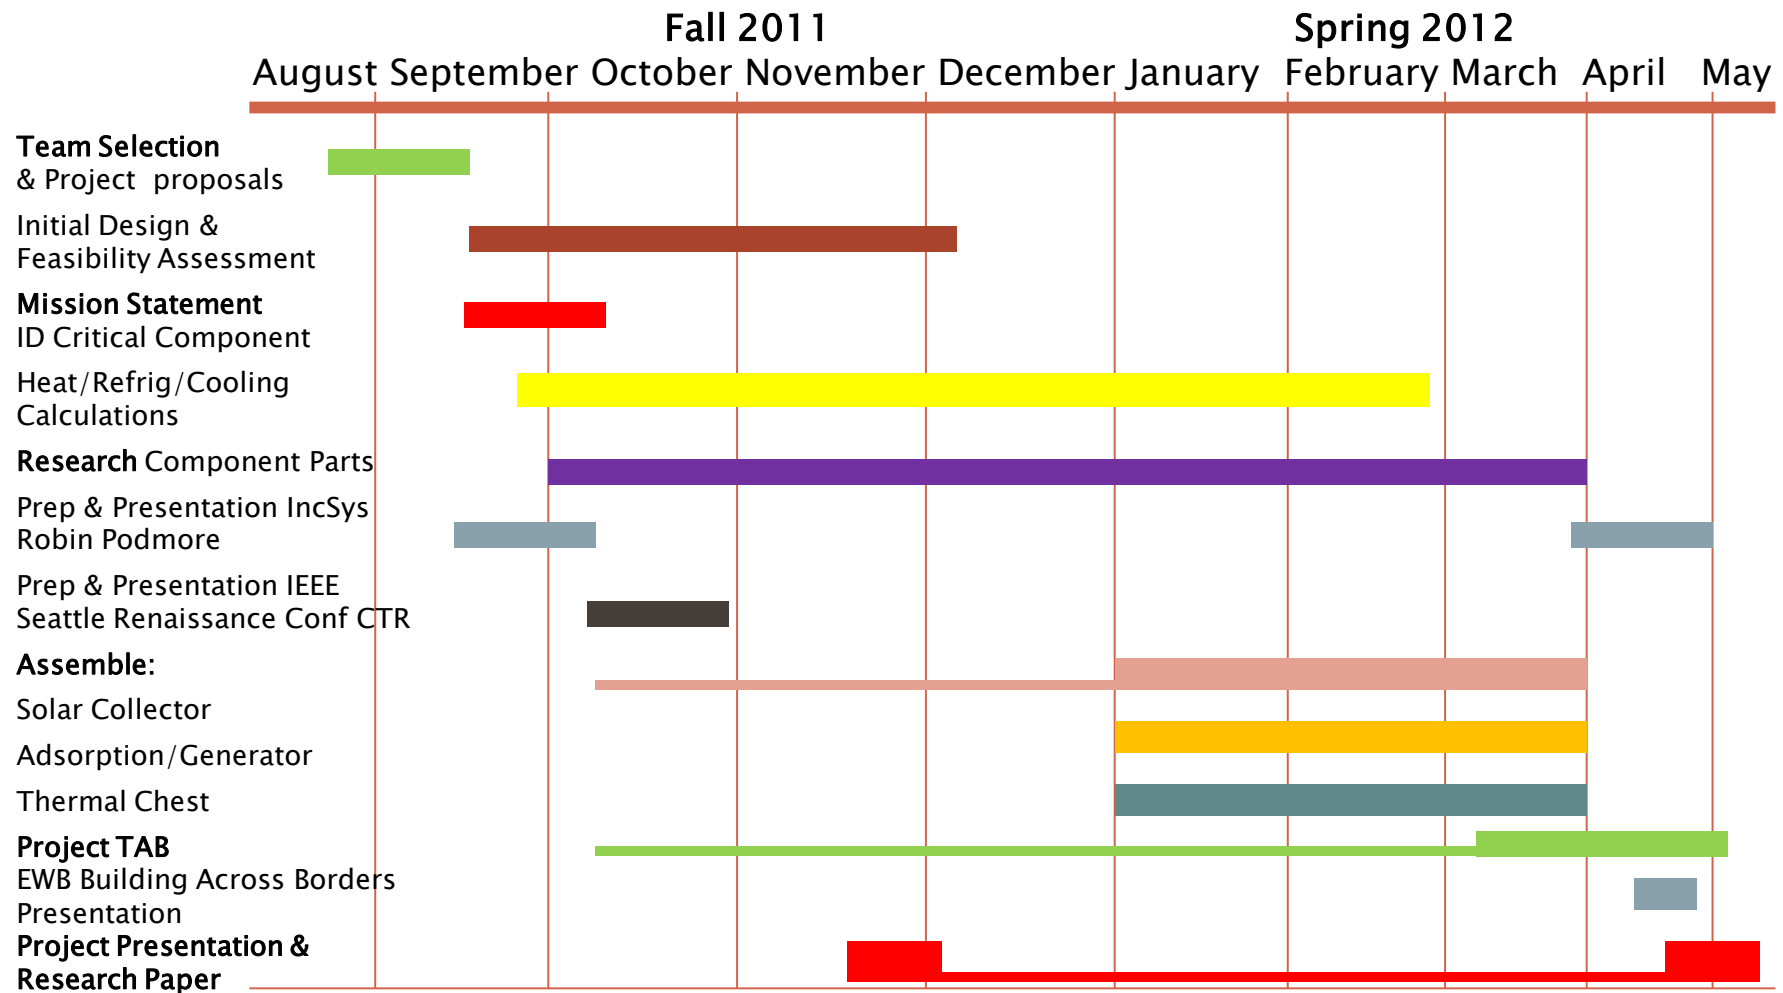 Fall 2011 Spring 2012
August September October November December January February March April May
Team Selection
& Project proposals
Initial Design &
Feasibility Assessment
Mission Statement
ID Critical Component
Heat/Refrig/Cooling
Calculations
Research Component Parts
Prep & Presentation IncSys
Robin Podmore
Prep & Presentation IEEE
Seattle Renaissance Conf CTR
Assemble:
Solar Collector
Adsorption/Generator
Thermal Chest
Project TAB
EWB Building Across Borders
Presentation
Project Presentation &
Research Paper